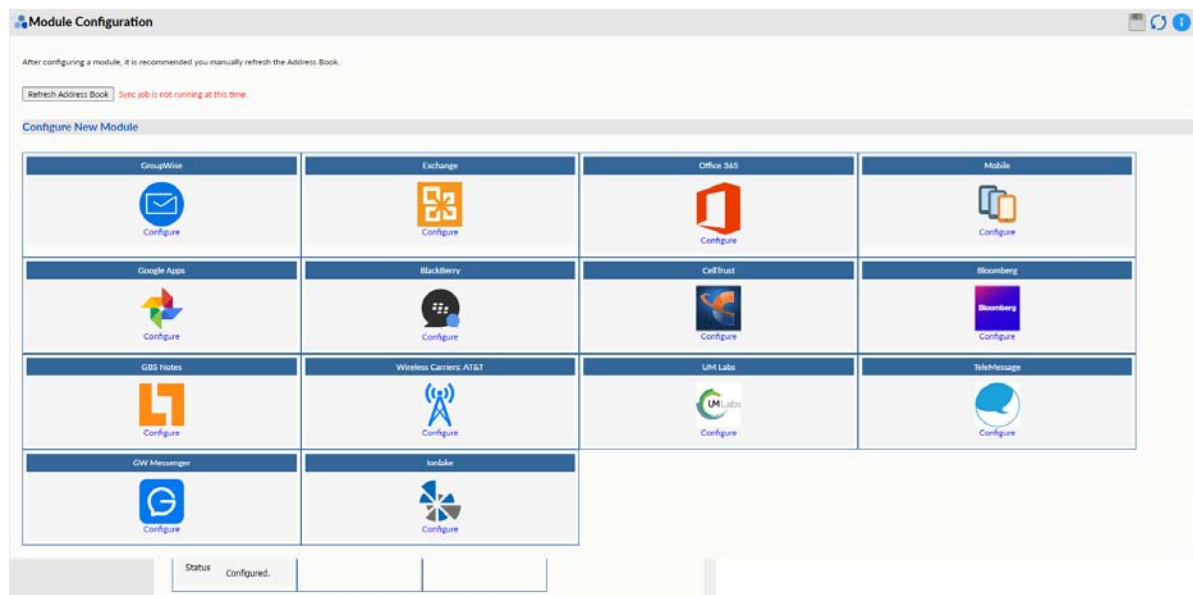 Module Configuration
After configuring a module, it is recommended you manually refresh the Address Book.
Refresh Address Book Sync job is not running at this time.
Configure New Module
GroupWise Exchange Office 365 Mobile
Configure Configure Configure Configure
Google Apps BlackBerry CellTrust Bloomberg
Bloomberg
Configure Configure Configure Configure
GBS Notes Wireless Carriers: AT&T UM Labs TeleMessage
UM Labs
Configure Configure Configure Configure
GW Messenger Ionlake
Configure Configure
Status Configured.